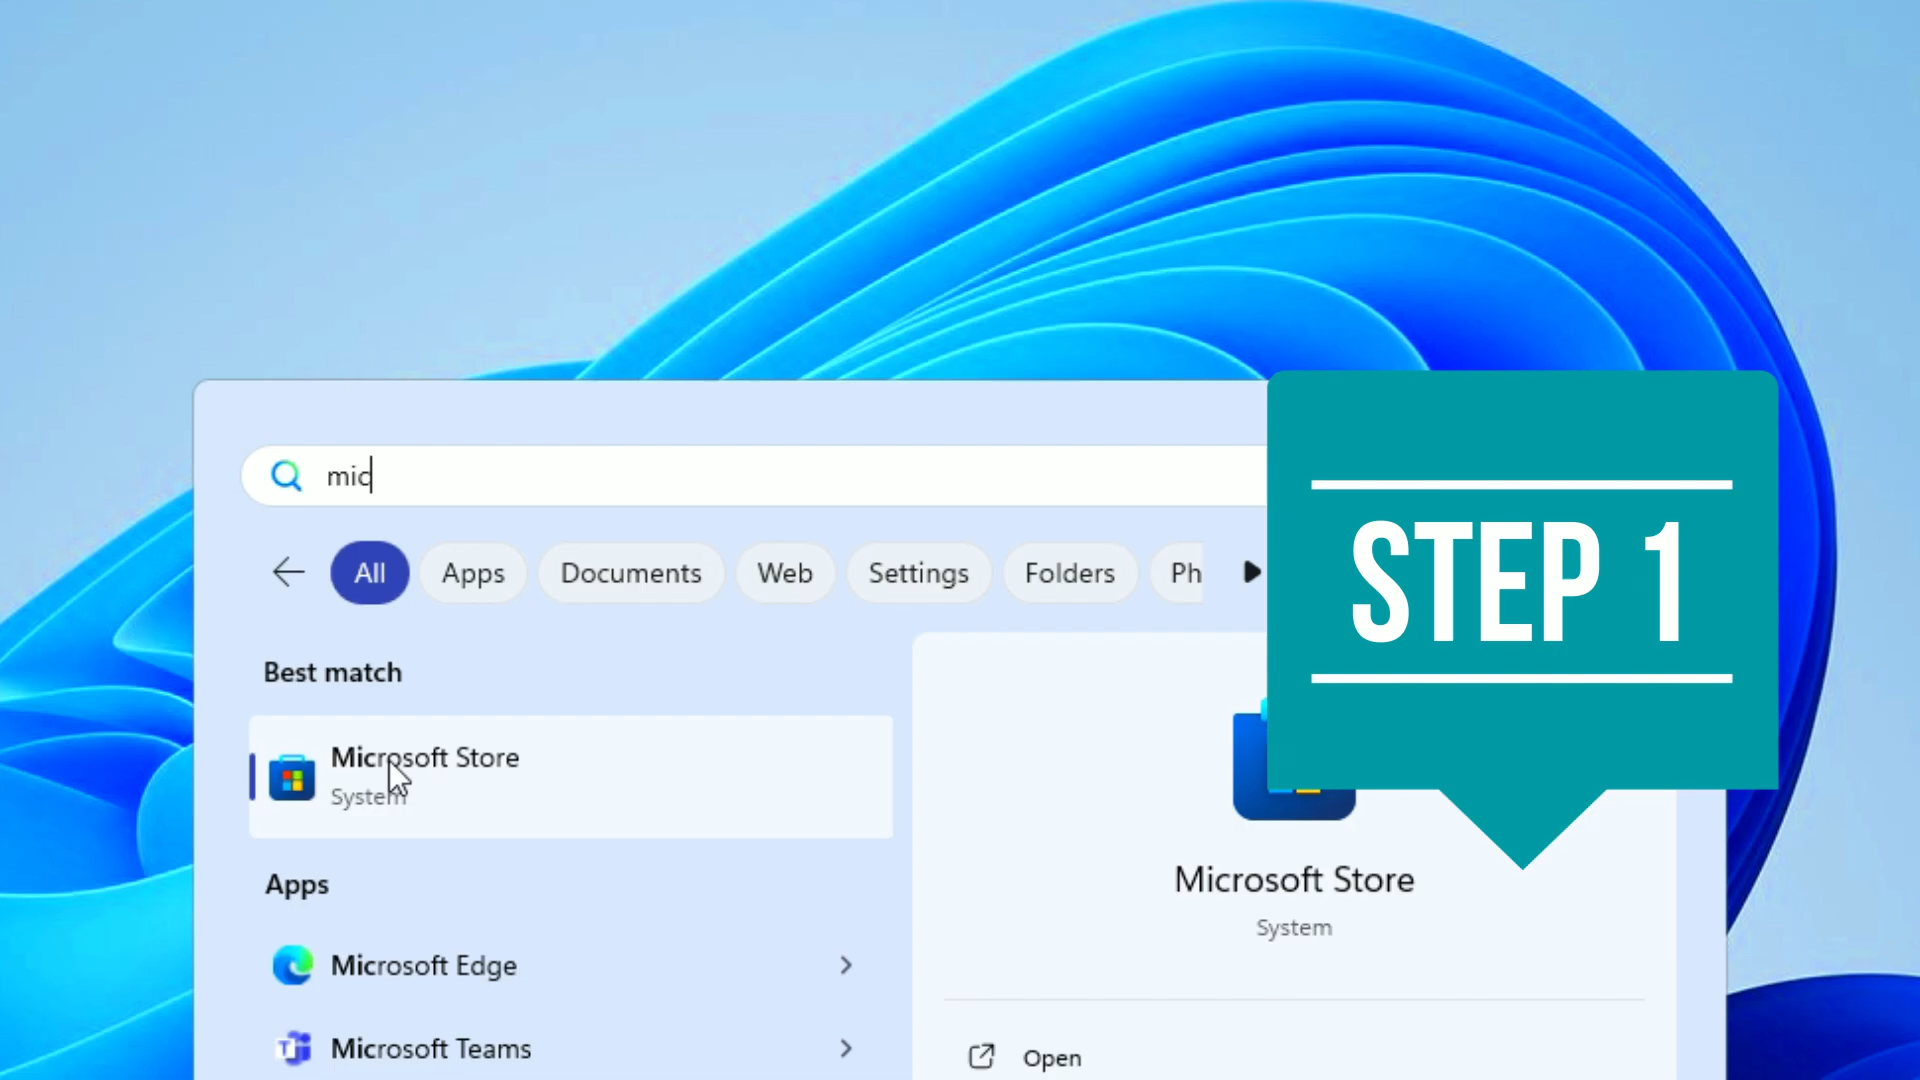 mic
All Apps Documents Web Settings Folders Ph
STEP 1
Best match
Microsoft Store
System
Apps
Microsoft Edge
Microsoft Teams
Microsoft Store
System
Open